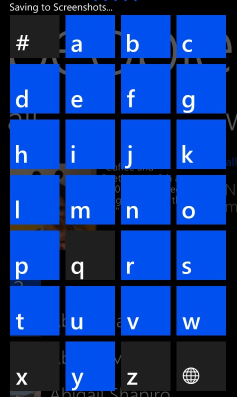 Saving to Screenshots...
# a b c
d e f g
h i j k
l m n o
p q r s
t u v w
x y z
Abigail Shapiro